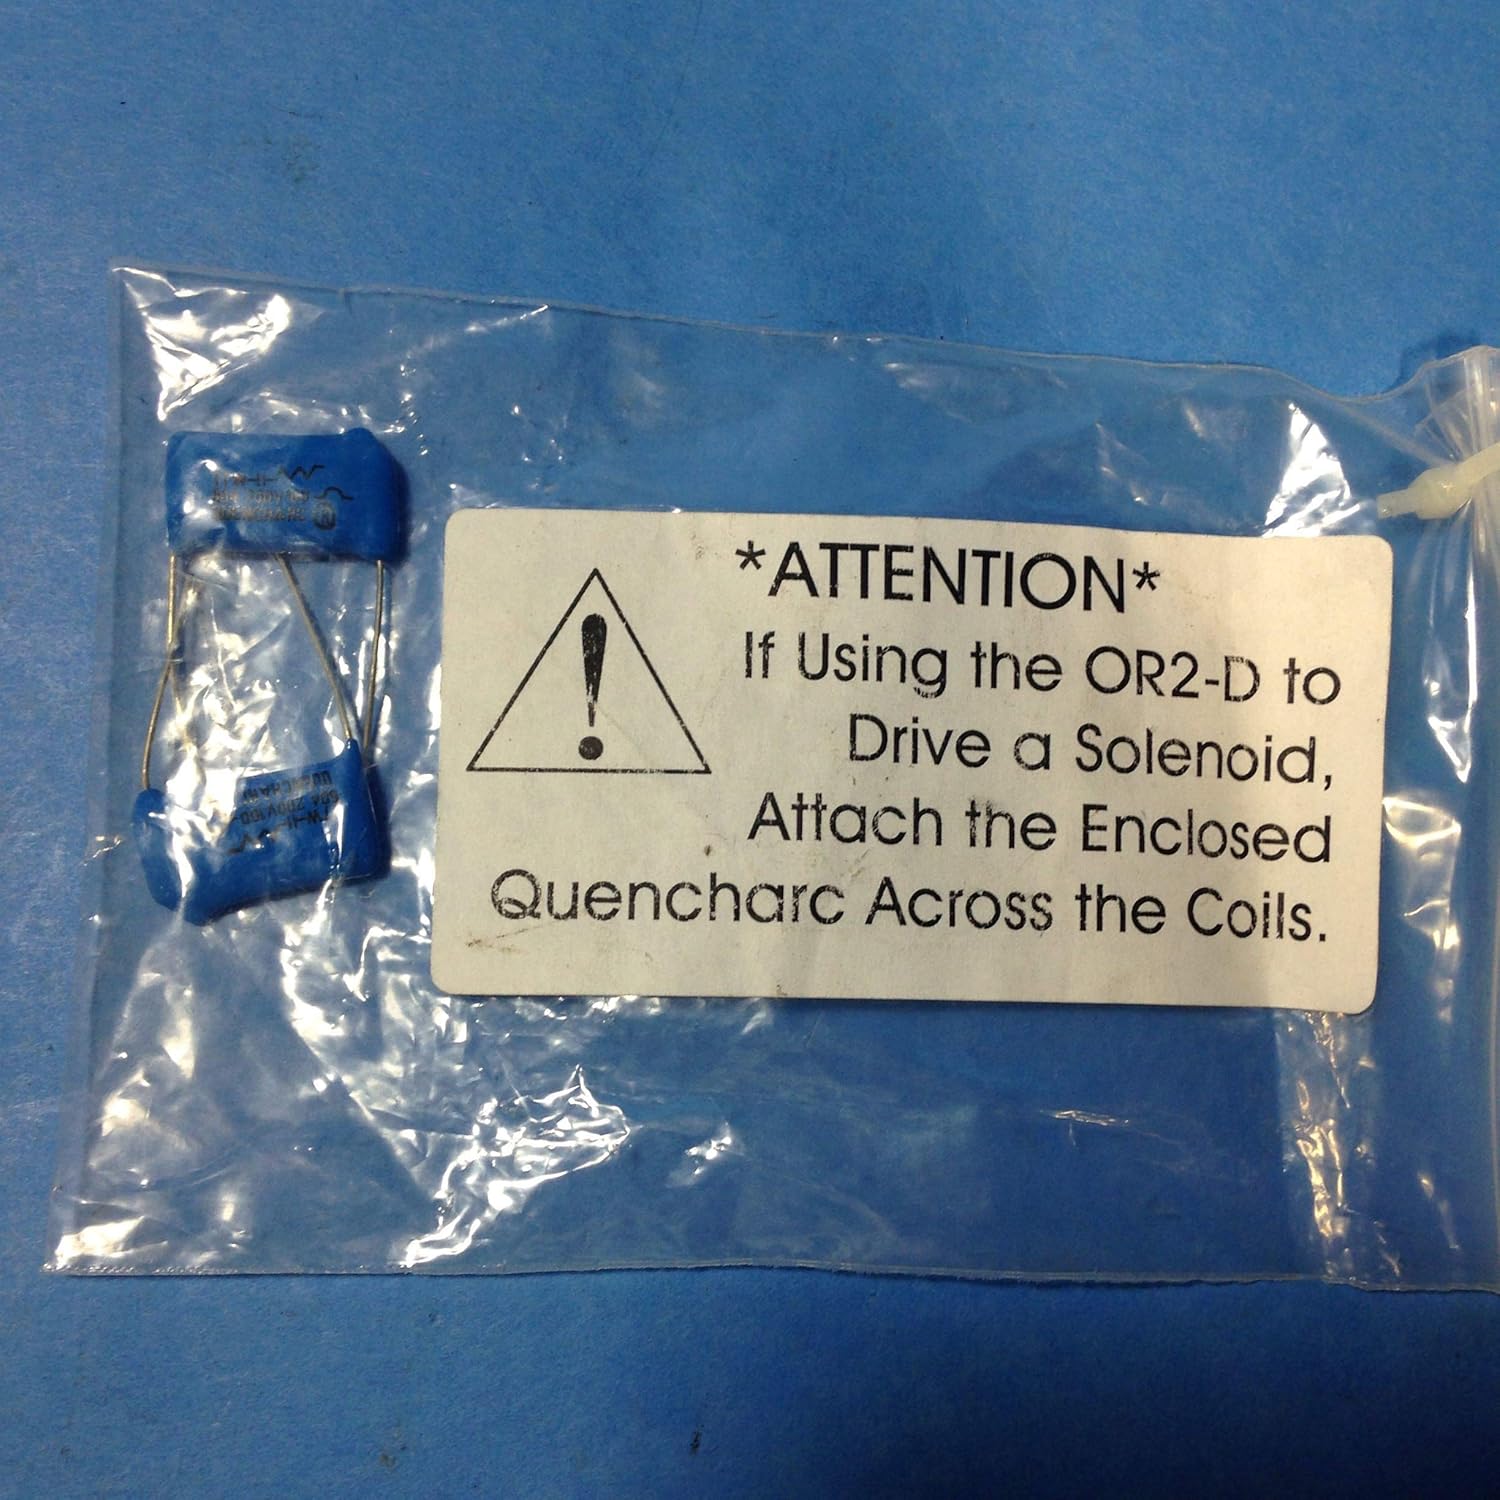 *ATTENTION*
If Using the OR2-D to
Drive a Solenoid,
Attach the Enclosed
Quencharc Across the Coils.